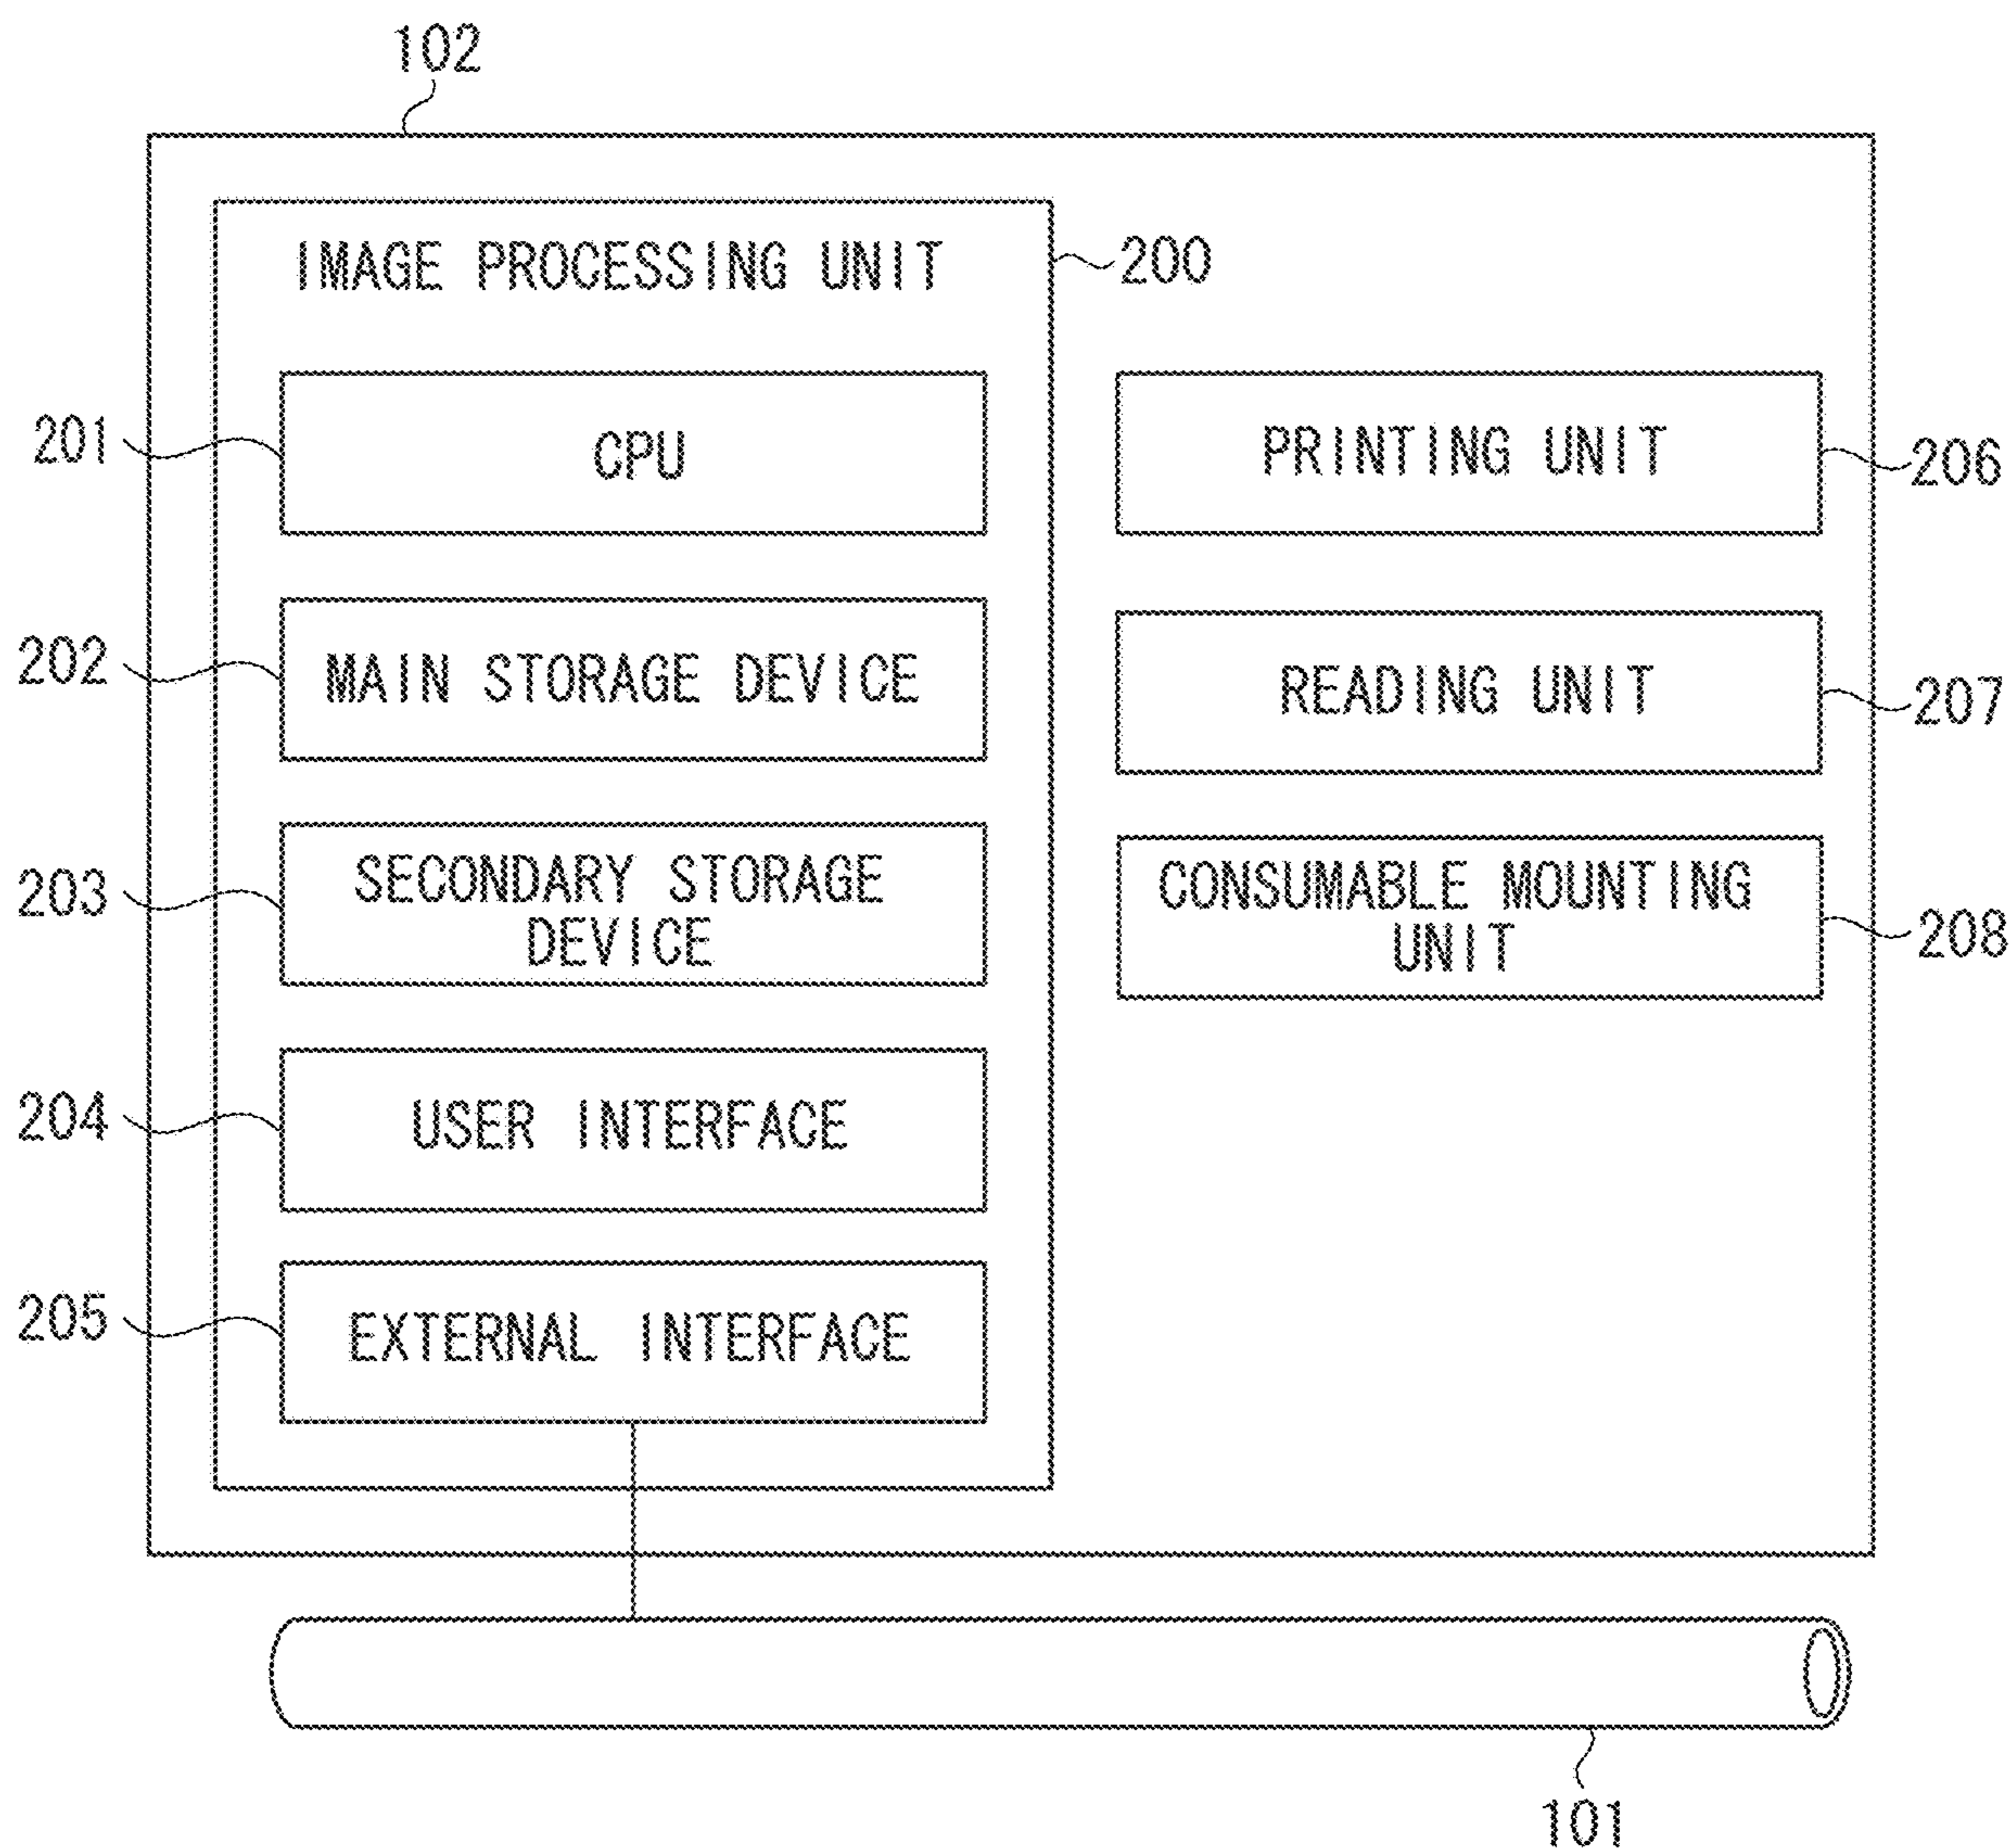 102
IMAGE PROCESSING UNIT
200
201
CPU
PRINTING UNIT
206
202
MAIN STORAGE DEVICE
READING UNIT
207
203
SECONDARY STORAGE
DEVICE
CONSUMABLE MOUNTING
UNIT
208
204
USER INTERFACE
205
EXTERNAL INTERFACE
101